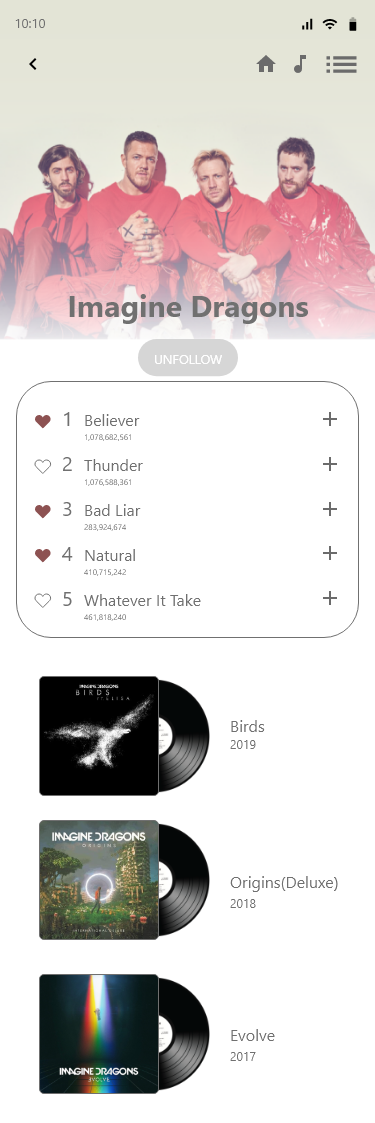 10:10
Imagine Dragons
UNFOLLOW
1 Believer
1,078,682,561
2 Thunder
1,076,588,361
3 Bad Liar
283,924,674
4 Natural
410,715,242
5 Whatever It Take
461,818,240
IMAGINE DRAGONS
BIRDS
Birds
2019
IMAGINE DRAGONS
ORIGINS
Origins(Deluxe)
2018
IMAGINE DRAGONS
EVOLVE
Evolve
2017